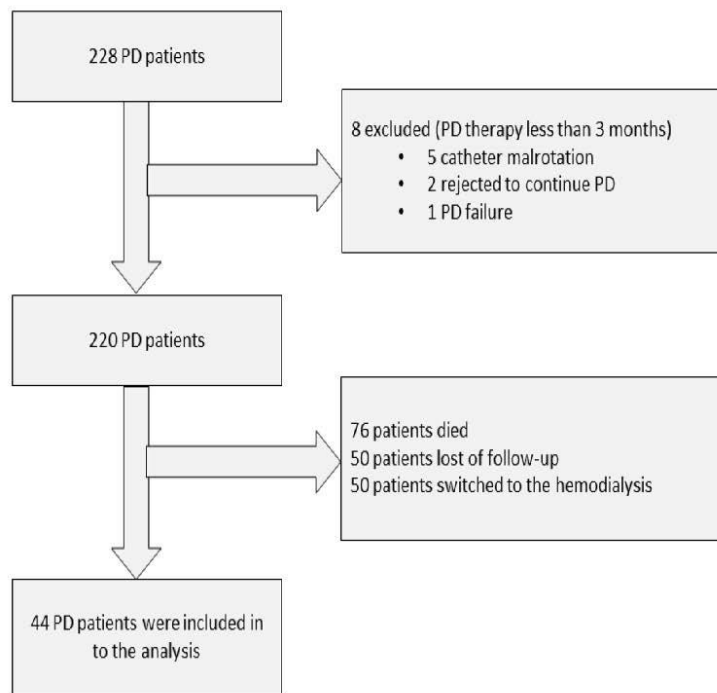 228 PD patients
8 excluded (PD therapy less than 3 months)
• 5 catheter malrotation
• 2 rejected to continue PD
• 1 PD failure
220 PD patients
76 patients died
50 patients lost of follow-up
50 patients switched to the hemodialysis
44 PD patients were included in
to the analysis